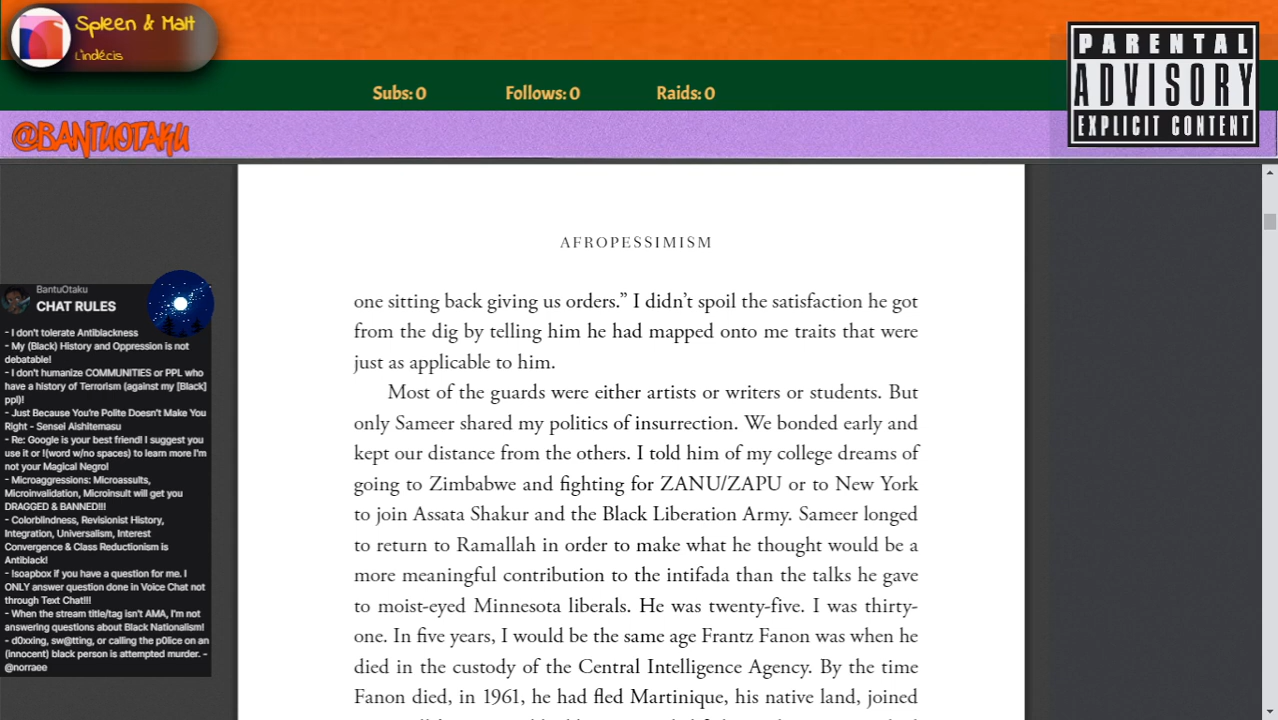 Spleen & Malt
L'indécis
PARENTAL
ADVISORY
EXPLICIT CONTENT
Subs: 0
Follows: 0
Raids: 0
@BANTUOTAKU
AFROPESSIMISM
one sitting back giving us orders.” I didn’t spoil the satisfaction he got
from the dig by telling him he had mapped onto me traits that were
just as applicable to him.
Most of the guards were either artists or writers or students. But
only Sameer shared my politics of insurrection. We bonded early and
kept our distance from the others. I told him of my college dreams of
going to Zimbabwe and fighting for ZANU/ZAPU or to New York
to join Assata Shakur and the Black Liberation Army. Sameer longed
to return to Ramallah in order to make what he thought would be a
more meaningful contribution to the intifada than the talks he gave
to moist-eyed Minnesota liberals. He was twenty-five. I was thirty-
one. In five years, I would be the same age Frantz Fanon was when he
died in the custody of the Central Intelligence Agency. By the time
Fanon died, in 1961, he had fled Martinique, his native land, joined
BantuOtaku
CHAT RULES
- I don't tolerate Antiblackness
- My (Black) History and Oppression is not
debatable!
- I don't humanize COMMUNITIES or PPL who
have a history of Terrorism (against my [Black]
ppl)!
- Just Because You're Polite Doesn't Make You
Right - Sensei Aishitemasu
- Re: Google is your best friend! I suggest you
use it or !(word w/no spaces) to learn more I'm
not your Magical Negro!
- Microaggressions: Microassults,
Microinvalidation, Microinsult will get you
DRAGGED & BANNED!!!
- Colorblindness, Revisionist History,
Integration, Universalism, Interest
Convergence & Class Reductionism is
Antiblack!
- !soapbox if you have a question for me. I
ONLY answer question done in Voice Chat not
through Text Chat!!!
- When the stream title/tag isn't AMA, I'm not
answering questions about Black Nationalism!
- d0xxing, sw@tting, or calling the p0lice on an
(innocent) black person is attempted murder. -
@norraee